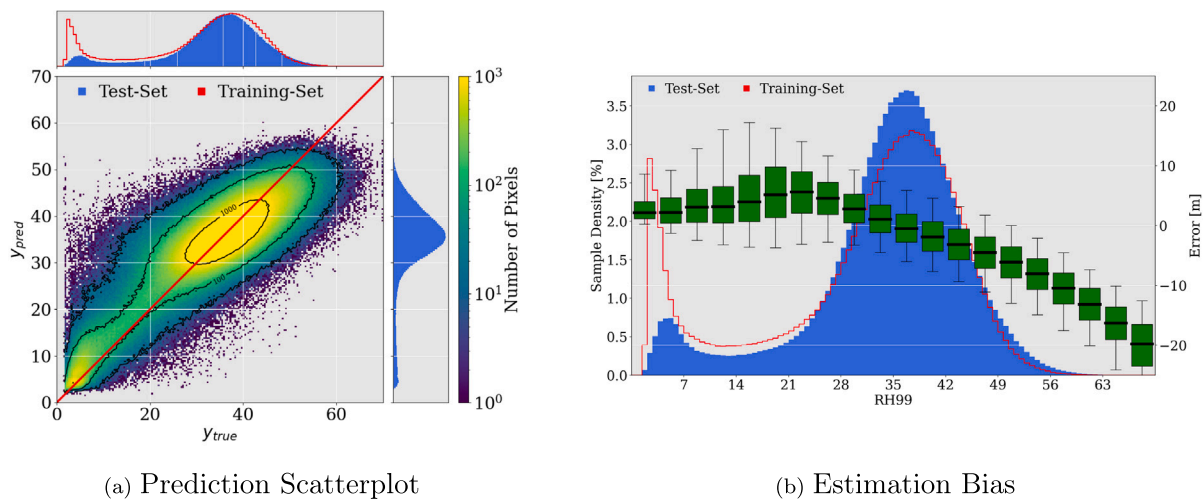 70
60
50
40
30
20
10
0
y_pred
Test-Set Training-Set
1000
100
0 20 40 60
y_true
10^3
10^2
10^1
10^0
Number of Pixels
(a) Prediction Scatterplot
Test-Set Training-Set
3.5
3.0
2.5
2.0
1.5
1.0
0.5
0.0
Sample Density [%]
20
10
0
−10
−20
Error [m]
7 14 21 28 35 42 49 56 63
RH99
(b) Estimation Bias